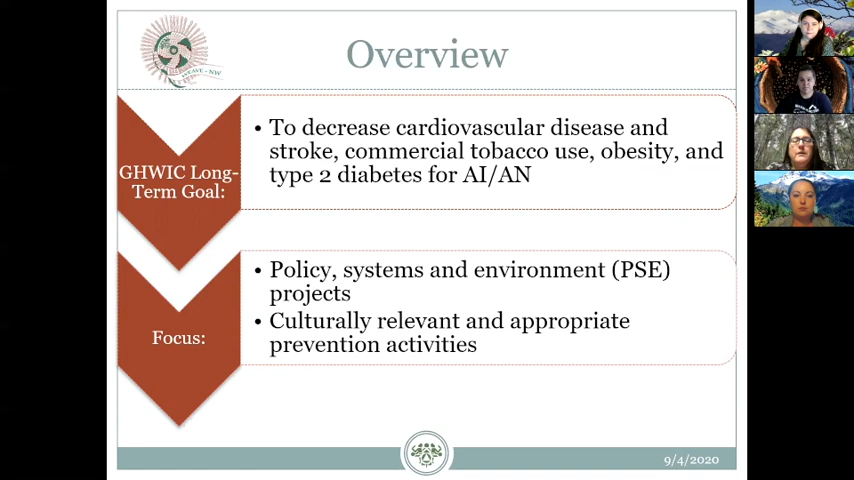 WEAVE-NW
Overview
GHWIC Long-
Term Goal:
• To decrease cardiovascular disease and
stroke, commercial tobacco use, obesity, and
type 2 diabetes for AI/AN
Focus:
• Policy, systems and environment (PSE)
projects
• Culturally relevant and appropriate
prevention activities
9/4/2020